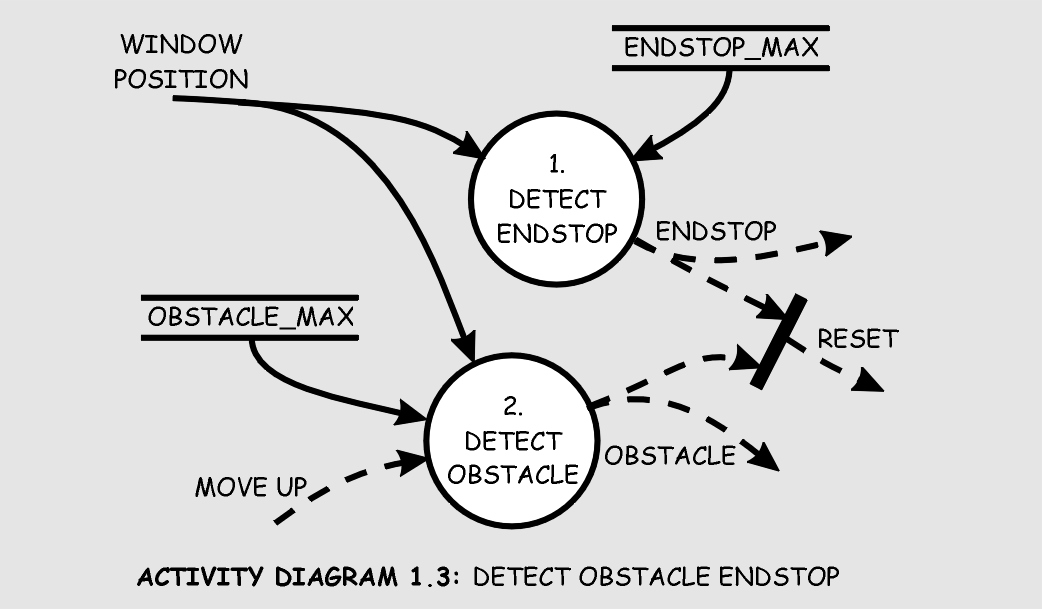 WINDOW
POSITION
ENDSTOP_MAX
1.
DETECT
ENDSTOP
ENDSTOP
OBSTACLE_MAX
RESET
2.
DETECT
OBSTACLE
OBSTACLE
MOVE UP
ACTIVITY DIAGRAM 1.3: DETECT OBSTACLE ENDSTOP